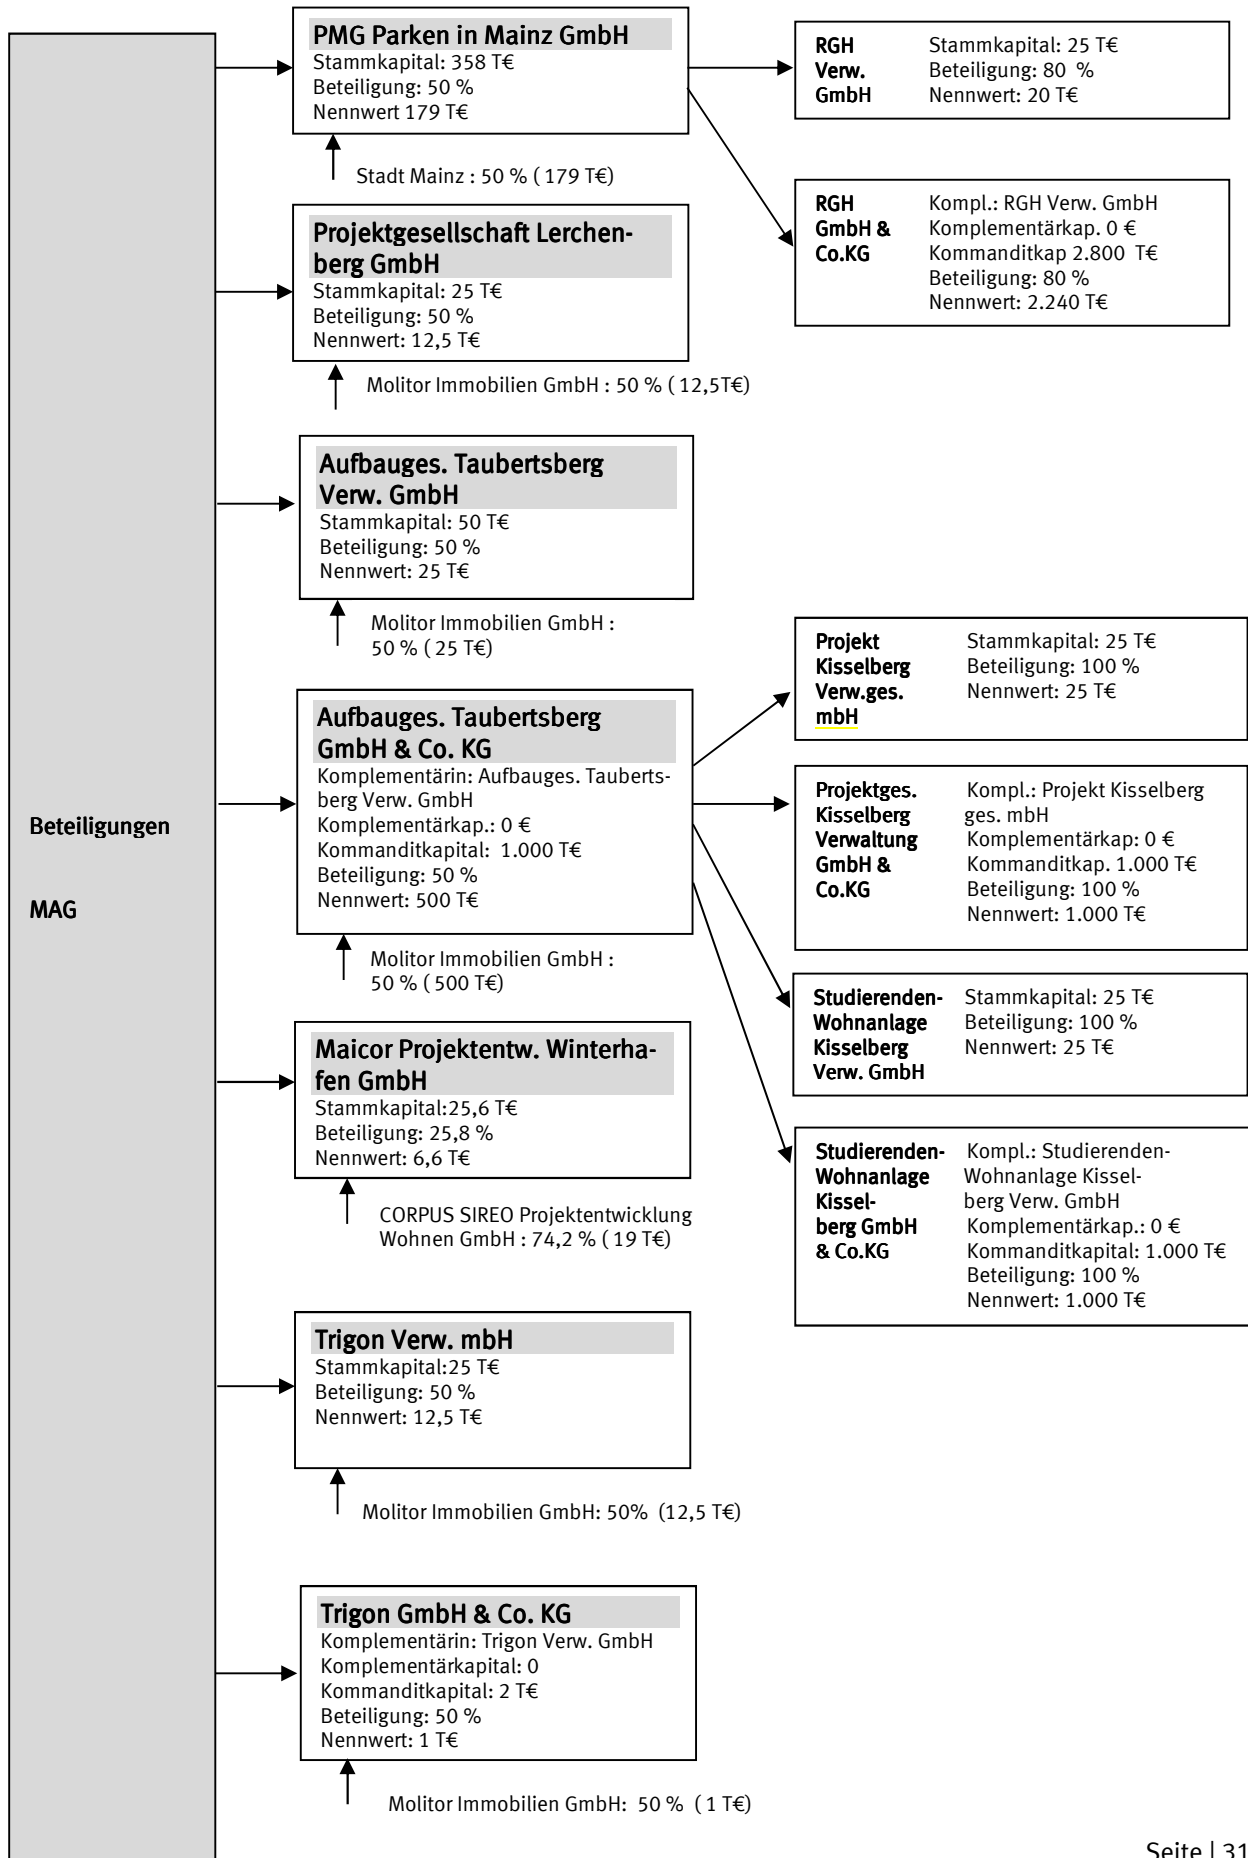 Beteiligungen
MAG
PMG Parken in Mainz GmbH
Stammkapital: 358 T€
Beteiligung: 50 %
Nennwert 179 T€
Stadt Mainz : 50 % ( 179 T€)
RGH
Verw.
GmbH
Stammkapital: 25 T€
Beteiligung: 80 %
Nennwert: 20 T€
RGH
GmbH &
Co.KG
Kompl.: RGH Verw. GmbH
Komplementärkap. 0 €
Kommanditkap 2.800 T€
Beteiligung: 80 %
Nennwert: 2.240 T€
Projektgesellschaft Lerchen-
berg GmbH
Stammkapital: 25 T€
Beteiligung: 50 %
Nennwert: 12,5 T€
Molitor Immobilien GmbH : 50 % ( 12,5T€)
Aufbauges. Taubertsberg
Verw. GmbH
Stammkapital: 50 T€
Beteiligung: 50 %
Nennwert: 25 T€
Molitor Immobilien GmbH :
50 % ( 25 T€)
Aufbauges. Taubertsberg
GmbH & Co. KG
Komplementärin: Aufbauges. Tauberts-
berg Verw. GmbH
Komplementärkap.: 0 €
Kommanditkapital: 1.000 T€
Beteiligung: 50 %
Nennwert: 500 T€
Molitor Immobilien GmbH :
50 % ( 500 T€)
Projekt
Kisselberg
Verw.ges.
mbH
Stammkapital: 25 T€
Beteiligung: 100 %
Nennwert: 25 T€
Projektges.
Kisselberg
Verwaltung
GmbH &
Co.KG
Kompl.: Projekt Kisselberg
ges. mbH
Komplementärkap: 0 €
Kommanditkap. 1.000 T€
Beteiligung: 100 %
Nennwert: 1.000 T€
Studierenden-
Wohnanlage
Kisselberg
Verw. GmbH
Stammkapital: 25 T€
Beteiligung: 100 %
Nennwert: 25 T€
Studierenden-
Wohnanlage
Kissel-
berg GmbH
& Co.KG
Kompl.: Studierenden-
Wohnanlage Kissel-
berg Verw. GmbH
Komplementärkap.: 0 €
Kommanditkapital: 1.000 T€
Beteiligung: 100 %
Nennwert: 1.000 T€
Maicor Projektentw. Winterha-
fen GmbH
Stammkapital:25,6 T€
Beteiligung: 25,8 %
Nennwert: 6,6 T€
CORPUS SIREO Projektentwicklung
Wohnen GmbH : 74,2 % ( 19 T€)
Trigon Verw. mbH
Stammkapital:25 T€
Beteiligung: 50 %
Nennwert: 12,5 T€
Molitor Immobilien GmbH: 50% (12,5 T€)
Trigon GmbH & Co. KG
Komplementärin: Trigon Verw. GmbH
Komplementärkapital: 0
Kommanditkapital: 2 T€
Beteiligung: 50 %
Nennwert: 1 T€
Molitor Immobilien GmbH: 50 % ( 1 T€)
Seite | 31